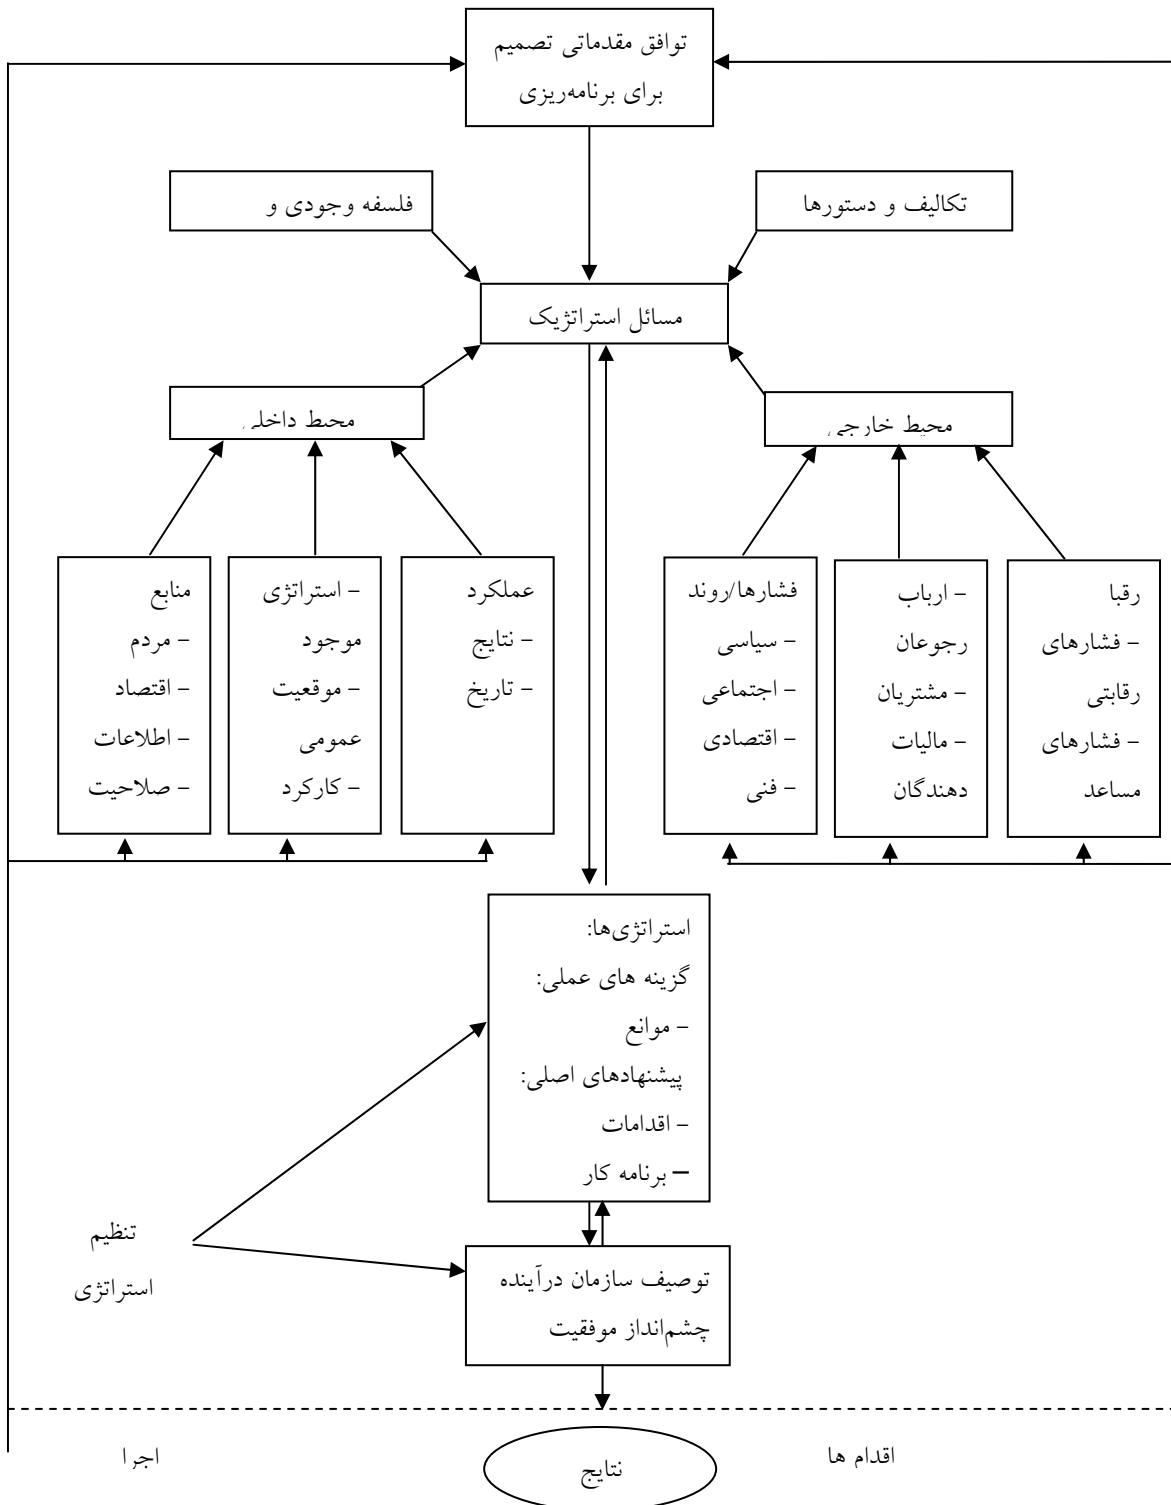 توافق مقدماتی تصمیم
برای برنامه‌ریزی
تکالیف و دستورها
فلسفه وجودی و
مسائل استراتژیک
محیط خارجی
محیط داخلی
رقبا
- فشارهای
رقابتی
- فشارهای
مساعد
- ارباب
رجوعان
- مشتریان
- مالیات
دهندگان
فشارها/روند
- سیاسی
- اجتماعی
- اقتصادی
- فنی
عملکرد
- نتایج
- تاریخ
- استراتژی
موجود
- موقعیت
عمومی
- کارکرد
منابع
- مردم
- اقتصاد
- اطلاعات
- صلاحیت
استراتژی‌ها:
گزینه های عملی:
- موانع
پیشنهادهای اصلی:
- اقدامات
- برنامه کار
تنظیم
استراتژی
توصیف سازمان درآینده
چشم‌انداز موفقیت
اقدام ها
نتایج
اجرا